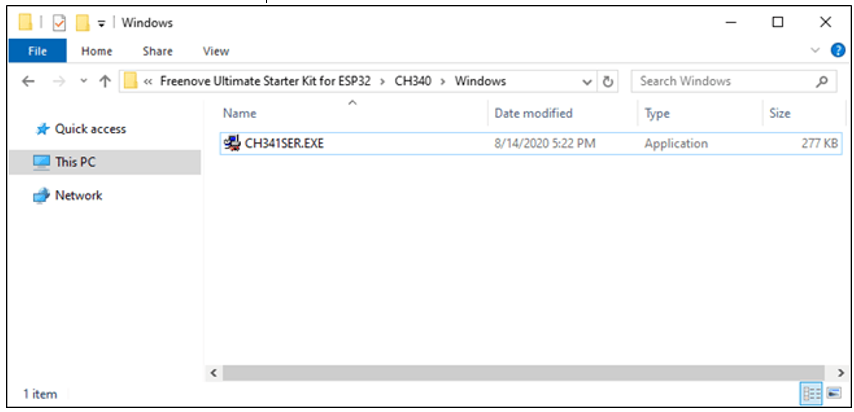 Windows
File Home Share View
« Freenove Ultimate Starter Kit for ESP32 > CH340 > Windows Search Windows
Name Date modified Type Size
Quick access
CH341SER.EXE 8/14/2020 5:22 PM Application 277 KB
This PC
Network
1 item